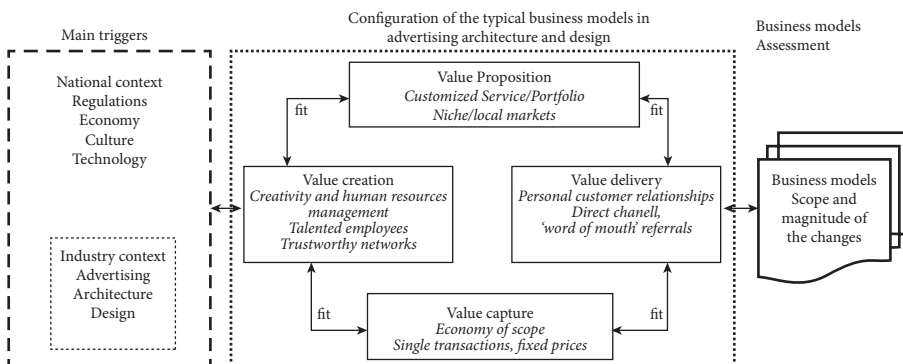 Main triggers
National context
Regulations
Economy
Culture
Technology
Industry context
Advertising
Architecture
Design
Configuration of the typical business models in
advertising architecture and design
Value Proposition
Customized Service/Portfolio
Niche/local markets
fit
fit
Value creation
Creativity and human resources
management
Talented employees
Trustworthy networks
Value delivery
Personal customer relationships
Direct chanell,
‘word of mouth’ referrals
fit
fit
Value capture
Economy of scope
Single transactions, fixed prices
Business models
Assessment
Business models
Scope and
magnitude of
the changes